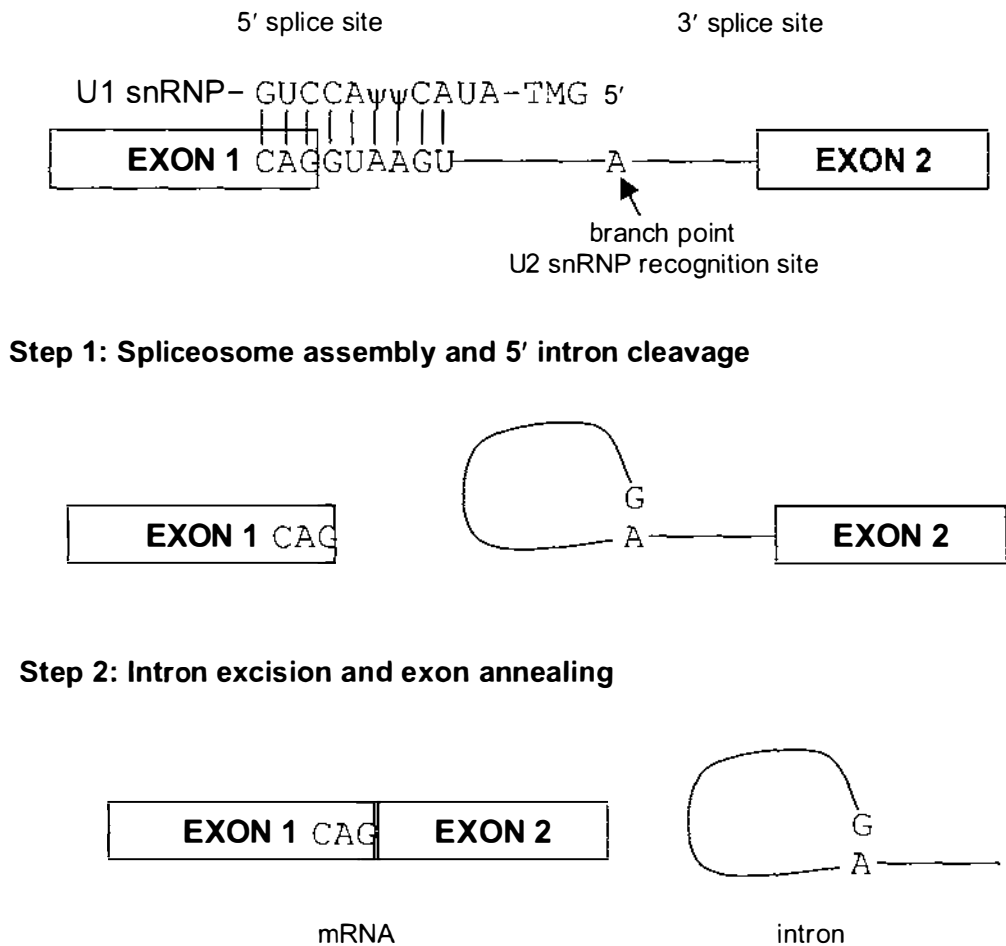 5′ splice site 3′ splice site
U1 snRNP– GUCCAψψCAUA-TMG 5′
EXON 1 CAGGUAAGU A EXON 2
branch point
U2 snRNP recognition site
Step 1: Spliceosome assembly and 5′ intron cleavage
G
EXON 1 CAG A EXON 2
Step 2: Intron excision and exon annealing
EXON 1 CAG EXON 2 G
A
mRNA intron